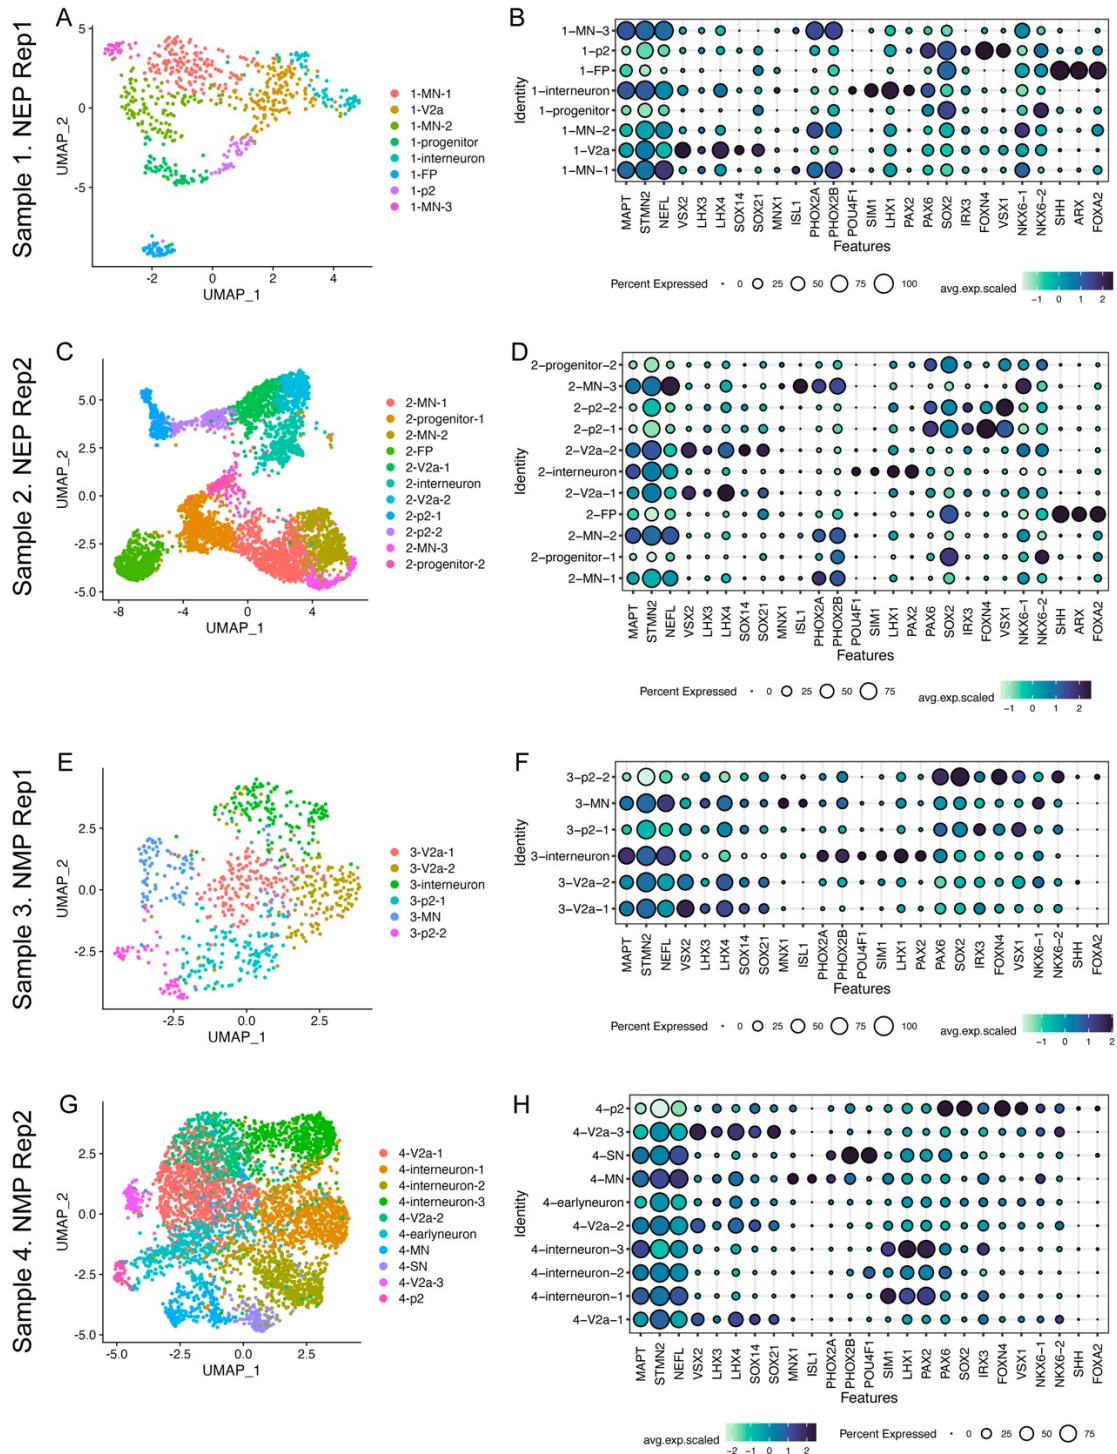 Sample 1. NEP Rep1
A
5
0
-5
UMAP_2
-2
0
2
4
UMAP_1
1-MN-1
1-V2a
1-MN-2
1-progenitor
1-interneuron
1-FP
1-p2
1-MN-3
B
Identity
1-MN-3
1-p2
1-FP
1-interneuron
1-progenitor
1-MN-2
1-V2a
1-MN-1
MAPT STMN2 NEFL VSX2 LHX3 LHX4 SOX14 SOX21 MNX1 ISL1 PHOX2A PHOX2B POU4F1 SIM1 LHX1 PAX2 PAX6 SOX2 IRX3 FOXN4 VSX1 NKX6-1 NKX6-2 SHH ARX FOXA2
Features
Percent Expressed 0 25 50 75 100
avg.exp.scaled -1 0 1 2
Sample 2. NEP Rep2
C
5.0
2.5
0.0
-2.5
-5.0
UMAP_2
-8
-4
0
4
UMAP_1
2-MN-1
2-progenitor-1
2-MN-2
2-FP
2-V2a-1
2-interneuron
2-V2a-2
2-p2-1
2-p2-2
2-MN-3
2-progenitor-2
D
Identity
2-progenitor-2
2-MN-3
2-p2-2
2-p2-1
2-V2a-2
2-interneuron
2-V2a-1
2-FP
2-MN-2
2-progenitor-1
2-MN-1
MAPT STMN2 NEFL VSX2 LHX3 LHX4 SOX14 SOX21 MNX1 ISL1 PHOX2A PHOX2B POU4F1 SIM1 LHX1 PAX2 PAX6 SOX2 IRX3 FOXN4 VSX1 NKX6-1 NKX6-2 SHH ARX FOXA2
Features
Percent Expressed 0 25 50 75
avg.exp.scaled -1 0 1 2
Sample 3. NMP Rep1
E
2.5
0.0
-2.5
UMAP_2
-2.5
0.0
2.5
UMAP_1
3-V2a-1
3-V2a-2
3-interneuron
3-p2-1
3-MN
3-p2-2
F
Identity
3-p2-2
3-MN
3-p2-1
3-interneuron
3-V2a-2
3-V2a-1
MAPT STMN2 NEFL VSX2 LHX3 LHX4 SOX14 SOX21 MNX1 ISL1 PHOX2A PHOX2B POU4F1 SIM1 LHX1 PAX2 PAX6 SOX2 IRX3 FOXN4 VSX1 NKX6-1 NKX6-2 SHH FOXA2
Features
Percent Expressed 0 25 50 75 100
avg.exp.scaled -1 0 1 2
Sample 4. NMP Rep2
G
2.5
0.0
-2.5
-5.0
UMAP_2
-5.0
-2.5
0.0
2.5
UMAP_1
4-V2a-1
4-interneuron-1
4-interneuron-2
4-interneuron-3
4-V2a-2
4-earlyneuron
4-MN
4-SN
4-V2a-3
4-p2
H
Identity
4-p2
4-V2a-3
4-SN
4-MN
4-earlyneuron
4-V2a-2
4-interneuron-3
4-interneuron-2
4-interneuron-1
4-V2a-1
MAPT STMN2 NEFL VSX2 LHX3 LHX4 SOX14 SOX21 MNX1 ISL1 PHOX2A PHOX2B POU4F1 SIM1 LHX1 PAX2 PAX6 SOX2 IRX3 FOXN4 VSX1 NKX6-1 NKX6-2 SHH FOXA2
Features
avg.exp.scaled -2 -1 0 1 2
Percent Expressed 0 25 50 75